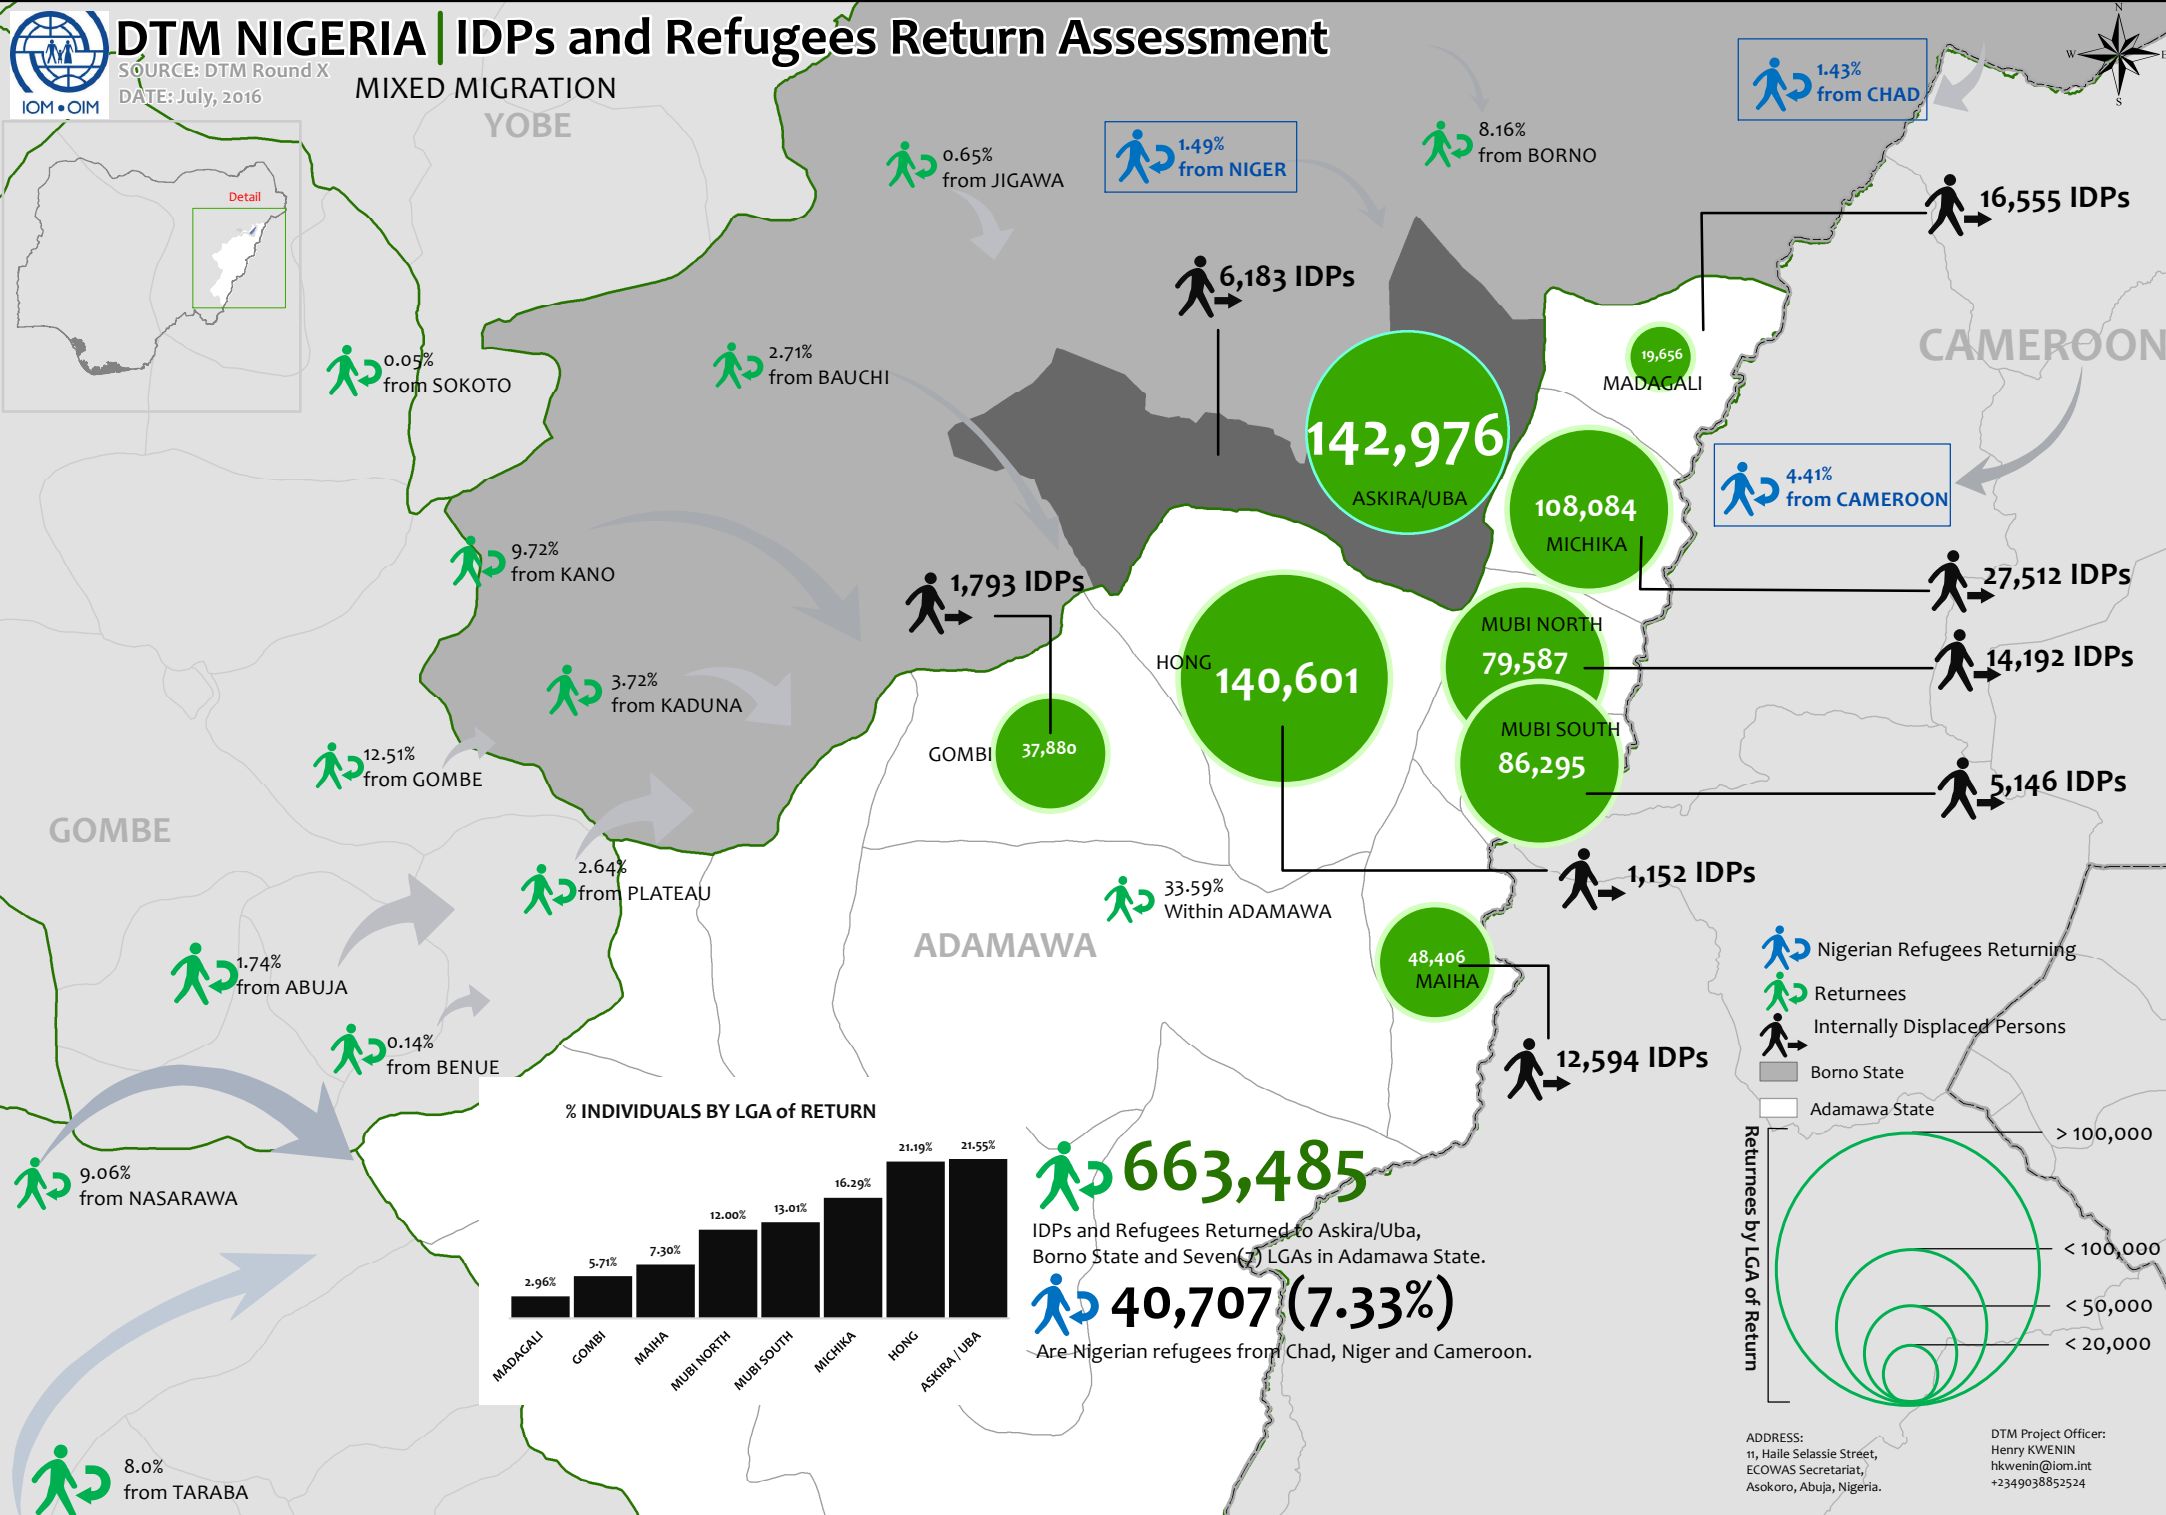 DTM NIGERIA | IDPs and Refugees Return Assessment
SOURCE: DTM Round X
DATE: July, 2016
MIXED MIGRATION
IOM • OIM
YOBE
Detail
N
W
E
S
1.43%
from CHAD
8.16%
from BORNO
0.65%
from JIGAWA
1.49%
from NIGER
16,555 IDPs
6,183 IDPs
CAMEROON
0.05%
from SOKOTO
2.71%
from BAUCHI
19,656
MADAGALI
142,976
ASKIRA/UBA
108,084
MICHIKA
4.41%
from CAMEROON
9.72%
from KANO
1,793 IDPs
27,512 IDPs
MUBI NORTH
79,587
14,192 IDPs
HONG
140,601
3.72%
from KADUNA
MUBI SOUTH
86,295
5,146 IDPs
GOMBI
37,880
12.51%
from GOMBE
GOMBE
2.64%
from PLATEAU
33.59%
Within ADAMAWA
1,152 IDPs
ADAMAWA
48,406
MAIHA
1.74%
from ABUJA
0.14%
from BENUE
12,594 IDPs
Nigerian Refugees Returning
Returnees
Internally Displaced Persons
Borno State
Adamawa State
Returnees by LGA of Return
> 100,000
< 100,000
< 50,000
< 20,000
9.06%
from NASARAWA
8.0%
from TARABA
% INDIVIDUALS BY LGA of RETURN
2.96%
5.71%
7.30%
12.00%
13.01%
16.29%
21.19%
21.55%
MADAGALI
GOMBI
MAIHA
MUBI NORTH
MUBI SOUTH
MICHIKA
HONG
ASKIRA / UBA
663,485
IDPs and Refugees Returned to Askira/Uba,
Borno State and Seven(7) LGAs in Adamawa State.
40,707 (7.33%)
Are Nigerian refugees from Chad, Niger and Cameroon.
ADDRESS:
11, Haile Selassie Street,
ECOWAS Secretariat,
Asokoro, Abuja, Nigeria.
DTM Project Officer:
Henry KWENIN
hkwenin@iom.int
+2349038852524